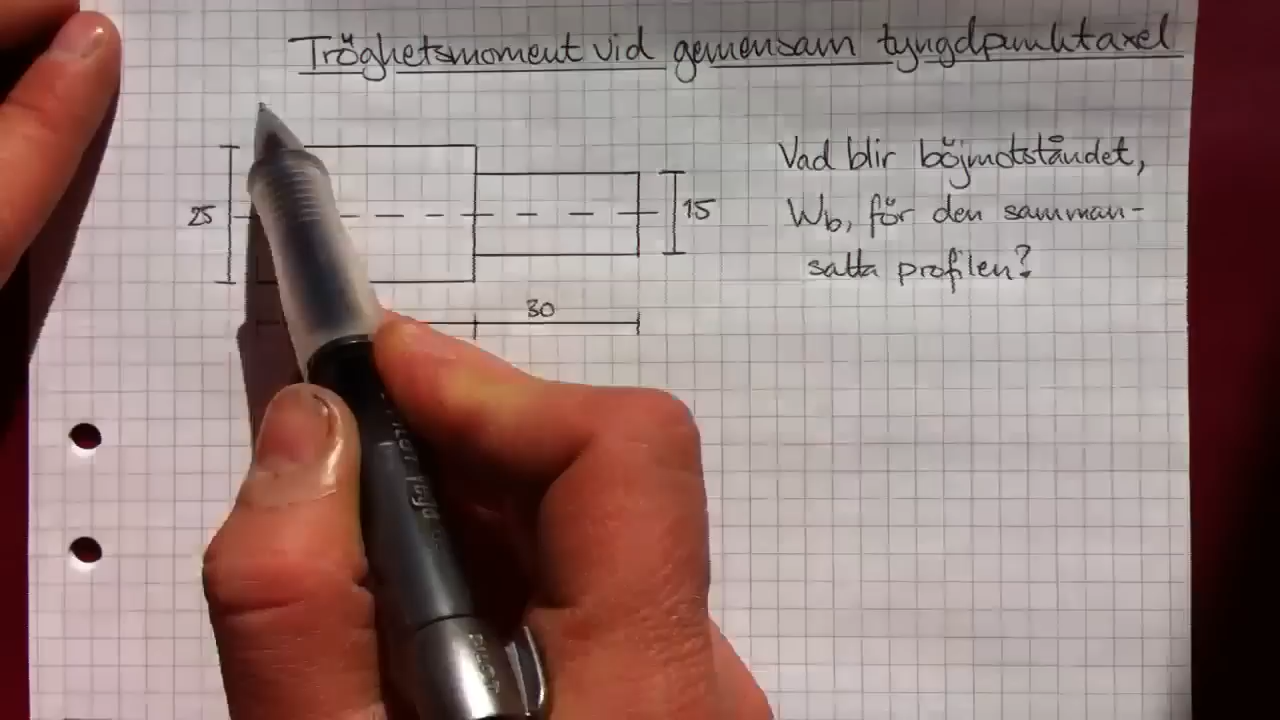 Tröghetsmoment vid gemensam tyngdpunktaxel
Vad blir böjmotståndet,
Wb, för den samman-
satta profilen?
25
15
30
PILOT